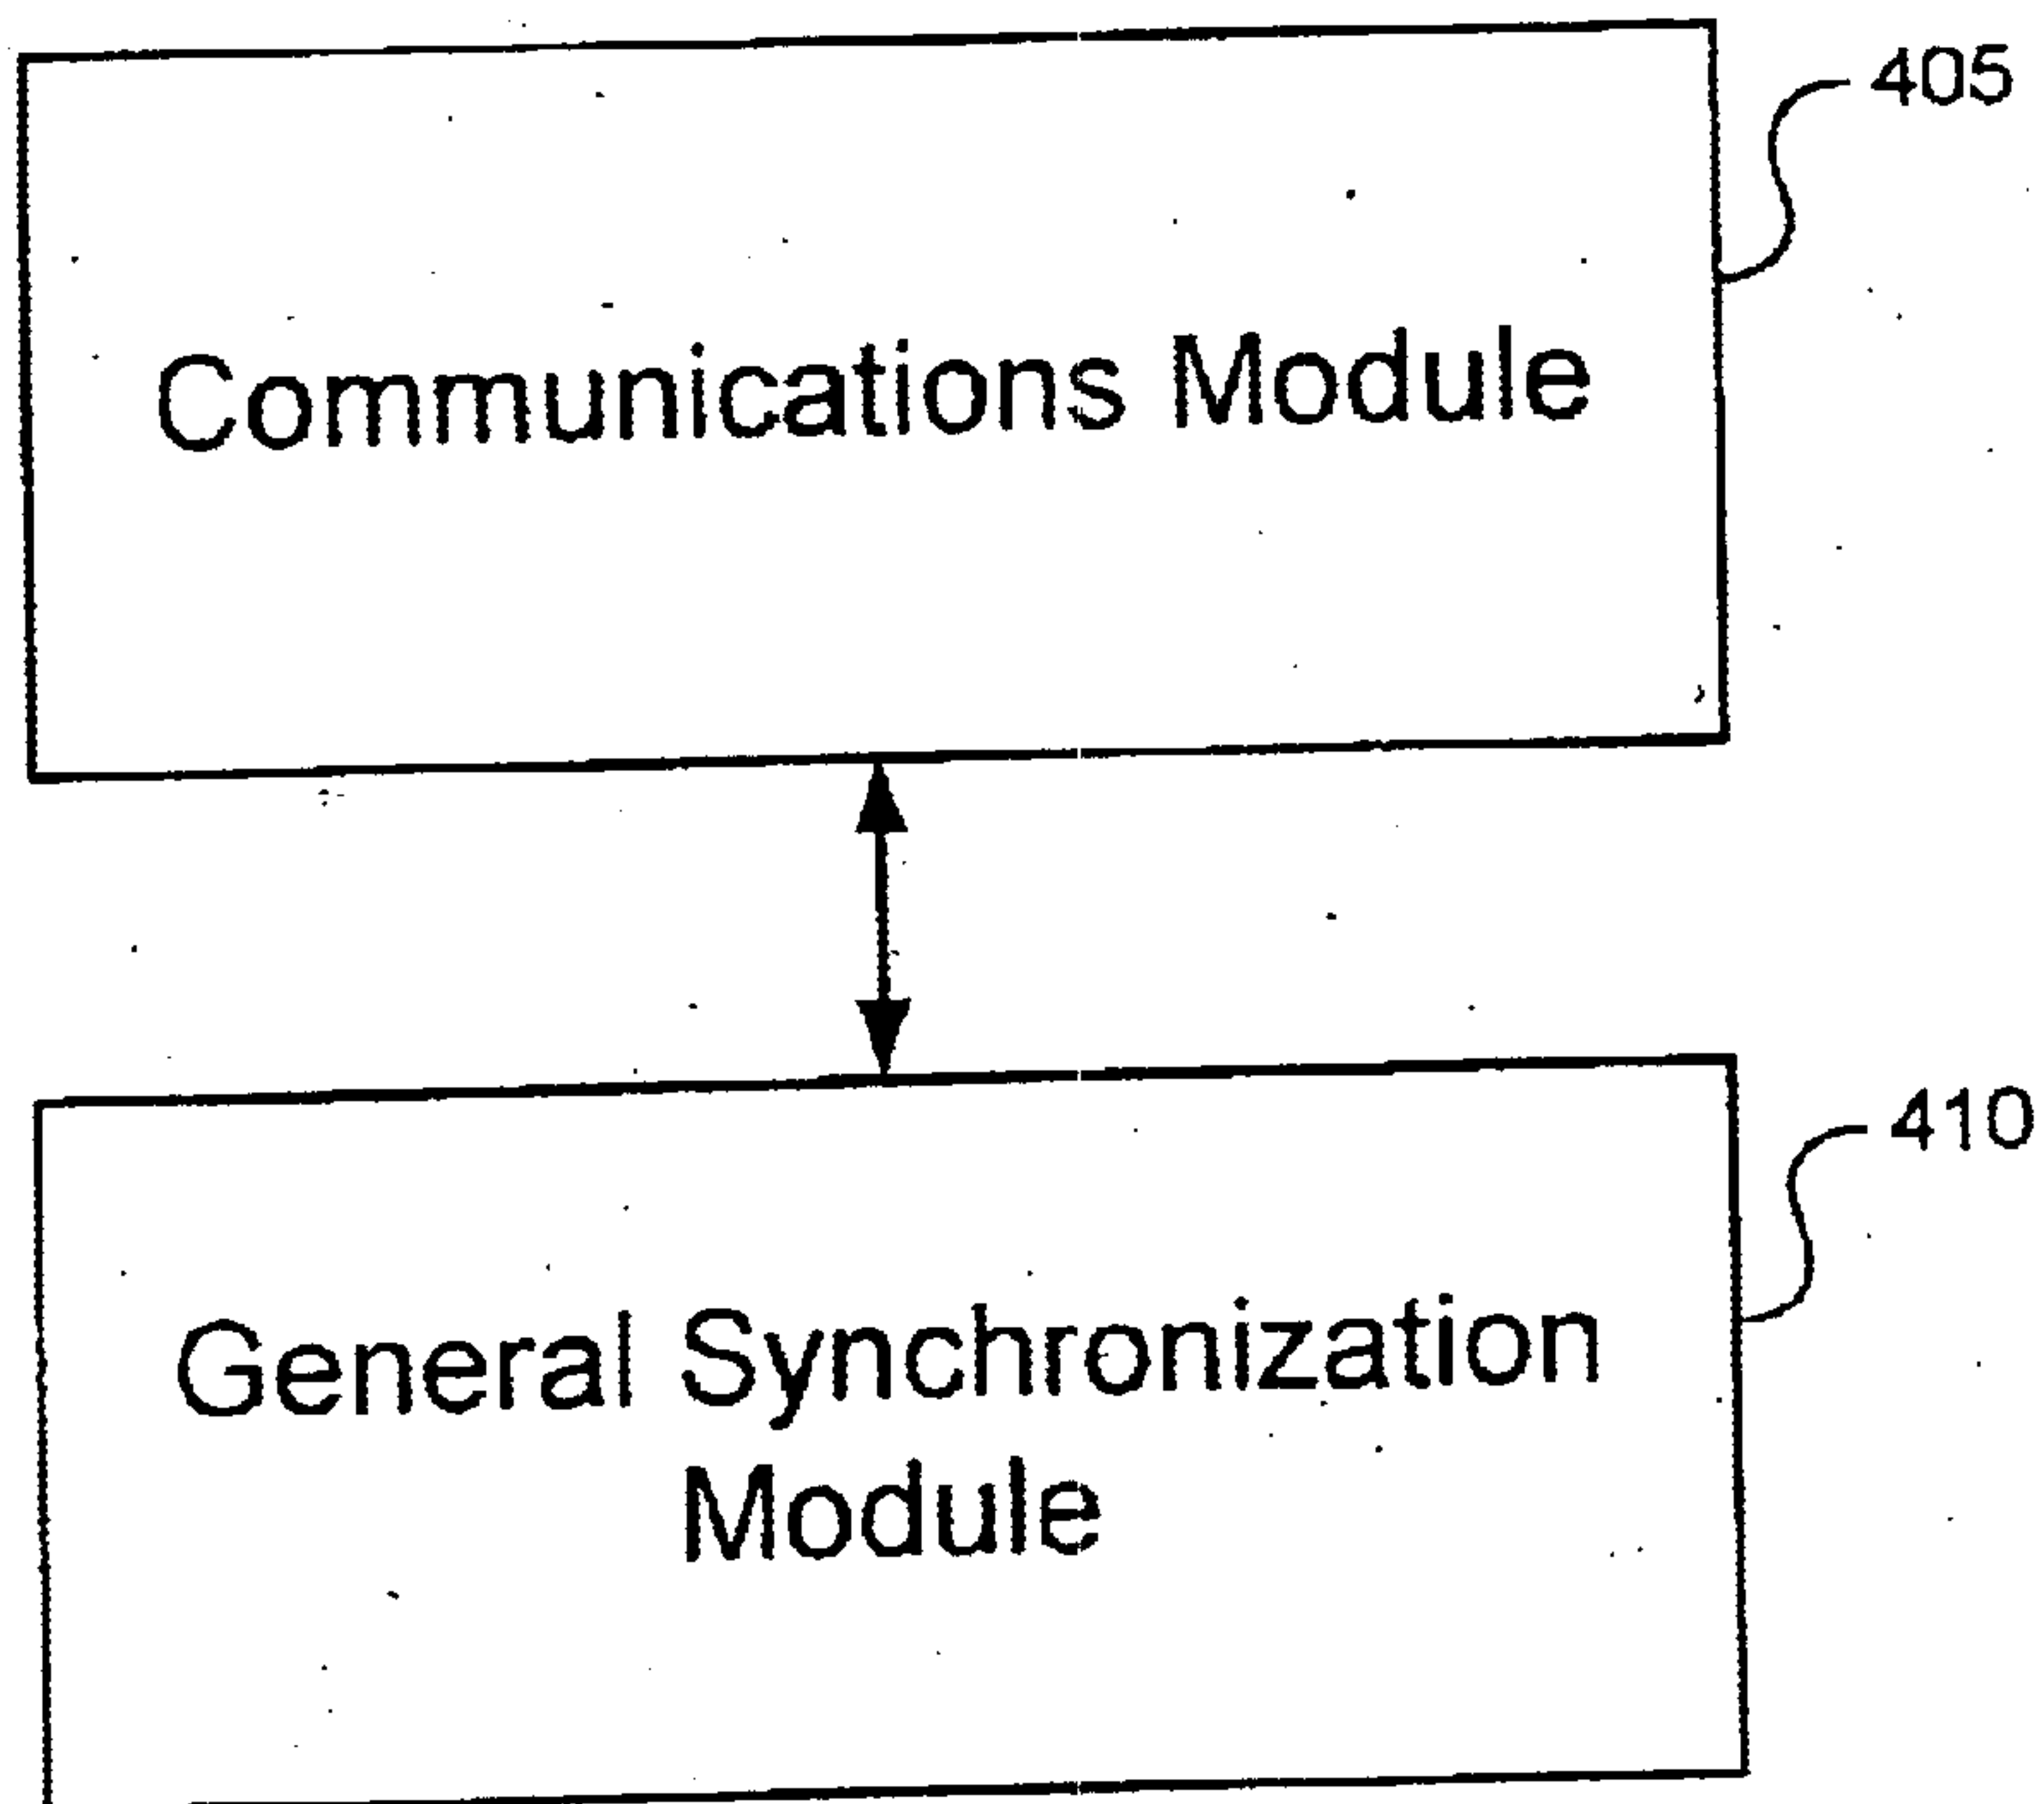 405
Communications Module
410
General Synchronization
Module